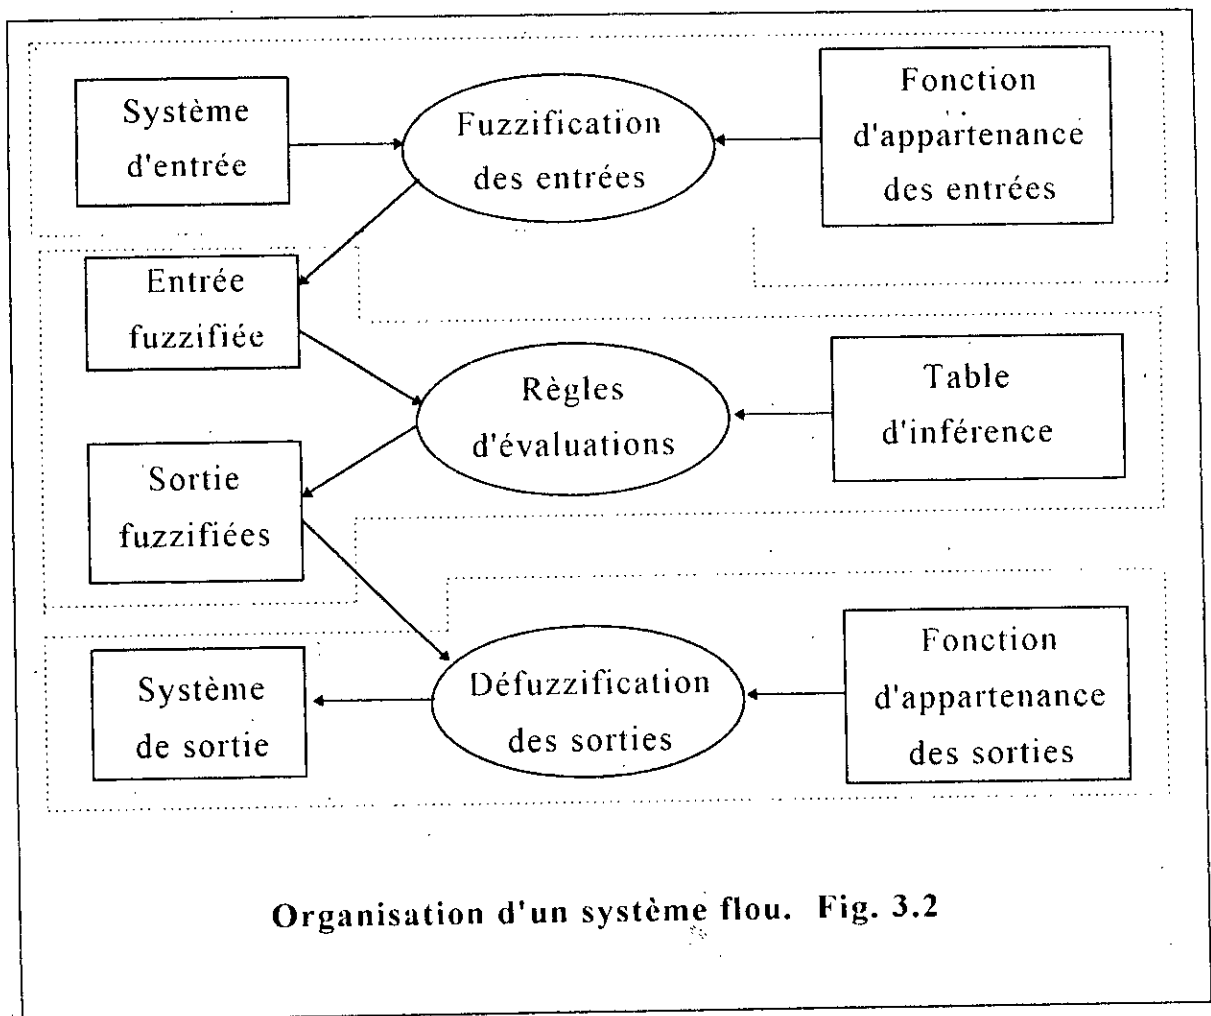 Système
d'entrée
Fuzzification
des entrées
Fonction
d'appartenance
des entrées
Entrée
fuzzifiée
Règles
d'évaluations
Table
d'inférence
Sortie
fuzzifiées
Système
de sortie
Défuzzification
des sorties
Fonction
d'appartenance
des sorties
Organisation d'un système flou. Fig. 3.2